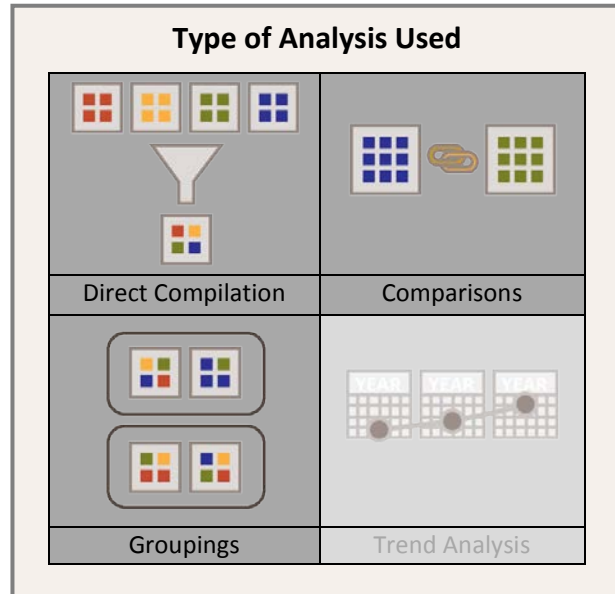 Type of Analysis Used
Direct Compilation
Comparisons
YEAR YEAR YEAR
Groupings
Trend Analysis